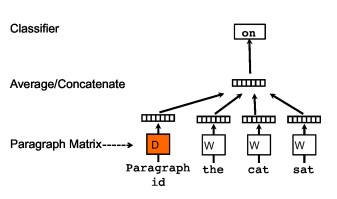 Classifier
on
Average/Concatenate
Paragraph Matrix----->
D
W
W
W
Paragraph
id
the
cat
sat